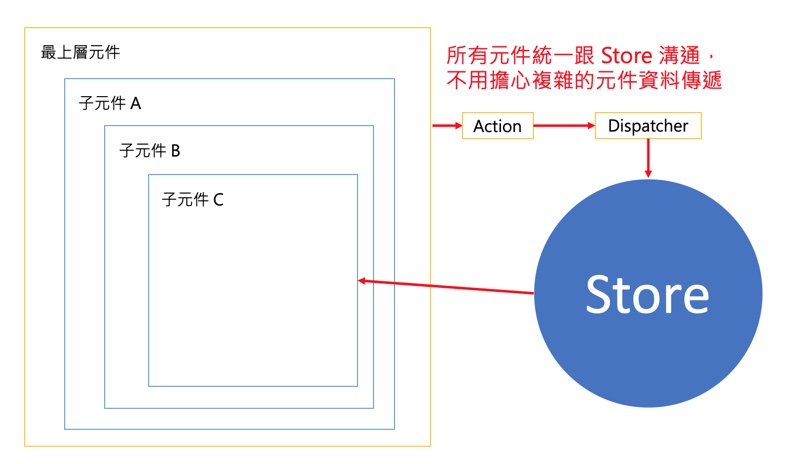 最上層元件
子元件 A
子元件 B
子元件 C
所有元件統一跟 Store 溝通，
不用擔心複雜的元件資料傳遞
Action
Dispatcher
Store